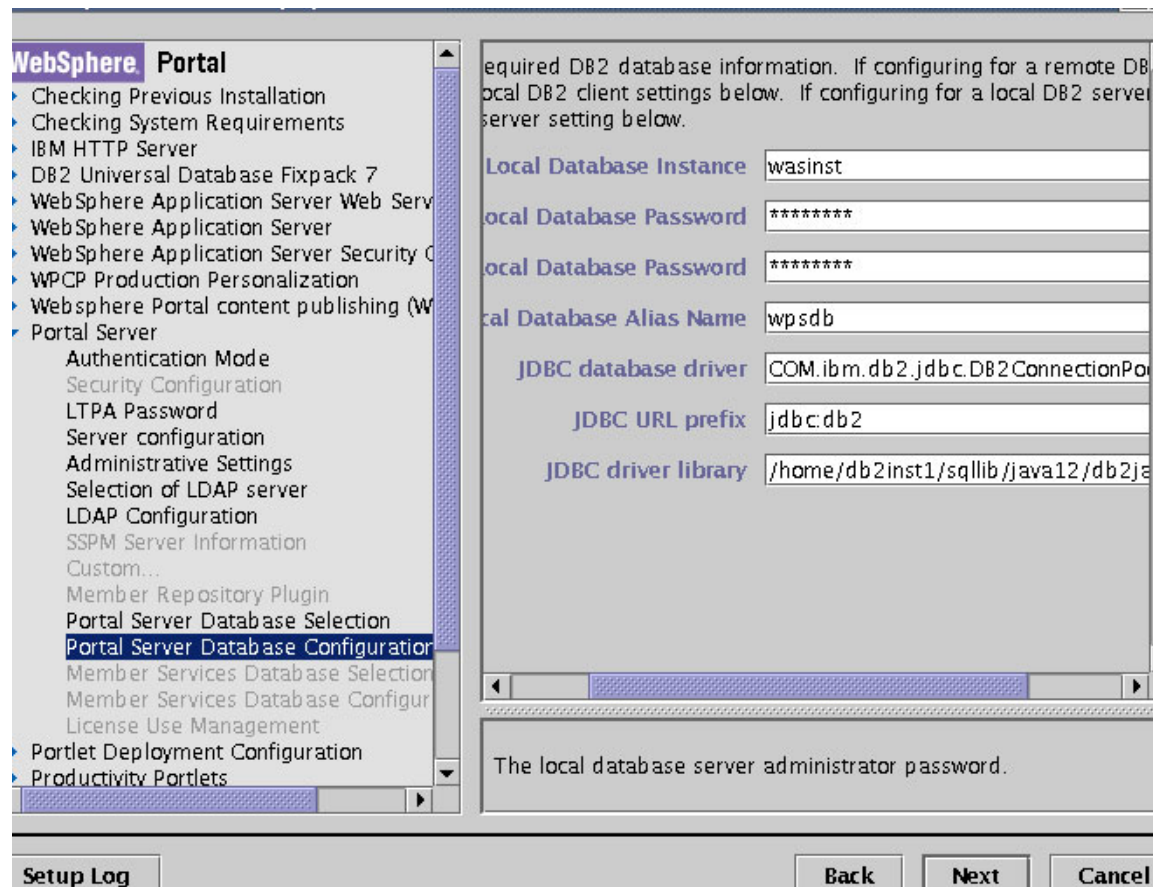 WebSphere Portal
Checking Previous Installation
Checking System Requirements
IBM HTTP Server
DB2 Universal Database Fixpack 7
WebSphere Application Server Web Serv
WebSphere Application Server
WebSphere Application Server Security C
WPCP Production Personalization
Websphere Portal content publishing (W
Portal Server
Authentication Mode
Security Configuration
LTPA Password
Server configuration
Administrative Settings
Selection of LDAP server
LDAP Configuration
SSPM Server Information
Custom...
Member Repository Plugin
Portal Server Database Selection
Portal Server Database Configuration
Member Services Database Selection
Member Services Database Configur
License Use Management
Portlet Deployment Configuration
Productivity Portlets
equired DB2 database information. If configuring for a remote DB
ocal DB2 client settings below. If configuring for a local DB2 server
server setting below.
Local Database Instance wasinst
ocal Database Password ********
ocal Database Password ********
cal Database Alias Name wpsdb
JDBC database driver COM.ibm.db2.jdbc.DB2ConnectionPo
JDBC URL prefix jdbc:db2
JDBC driver library /home/db2inst1/sqllib/java12/db2ja
The local database server administrator password.
Setup Log
Back Next Cancel